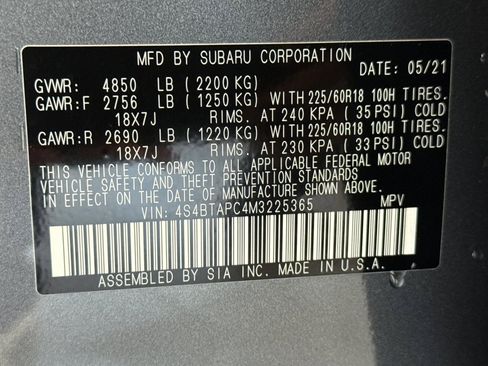 MFD BY SUBARU CORPORATION
DATE: 05/21
GVWR: 4850 LB (2200 KG)
GAWR:F 2756 LB (1250 KG) WITH 225/60R18 100H TIRES.
18X7J RIMS. AT 240 KPA (35 PSI) COLD
GAWR:R 2690 LB (1220 KG) WITH 225/60R18 100H TIRES.
18X7J RIMS. AT 230 KPA (33 PSI) COLD
THIS VEHICLE CONFORMS TO ALL APPLICABLE FEDERAL MOTOR
VEHICLE SAFETY AND THEFT PREVENTION STANDARDS
IN EFFECT ON THE DATE OF MANUFACTURE SHOWN ABOVE.
VIN: 4S4BTAPC4M3225365 MPV
ASSEMBLED BY SIA INC. MADE IN U.S.A.